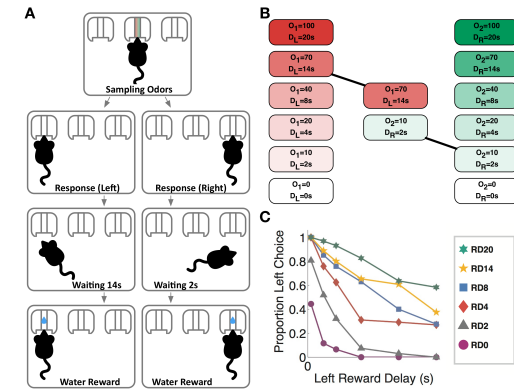 A
Sampling Odors
Response (Left)
Response (Right)
Waiting 14s
Waiting 2s
Water Reward
Water Reward
B
O1=100
DL=20s
O1=70
DL=14s
O1=40
DL=8s
O1=20
DL=4s
O1=10
DL=2s
O1=0
DL=0s
O1=70
DL=14s
O2=10
DR=2s
O2=100
DR=20s
O2=70
DR=14s
O2=40
DR=8s
O2=20
DR=4s
O2=10
DR=2s
O2=0
DR=0s
C
Proportion Left Choice
1
0.8
0.6
0.4
0.2
0
0
Left Reward Delay (s)
RD20
RD14
RD8
RD4
RD2
RD0